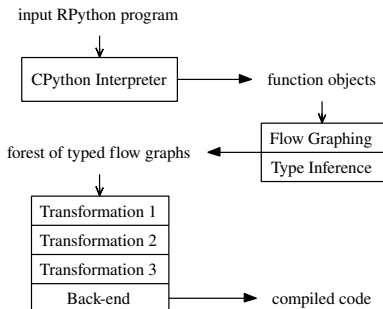 input RPython program
CPython Interpreter
function objects
Flow Graphing
Type Inference
forest of typed flow graphs
Transformation 1
Transformation 2
Transformation 3
Back-end
compiled code